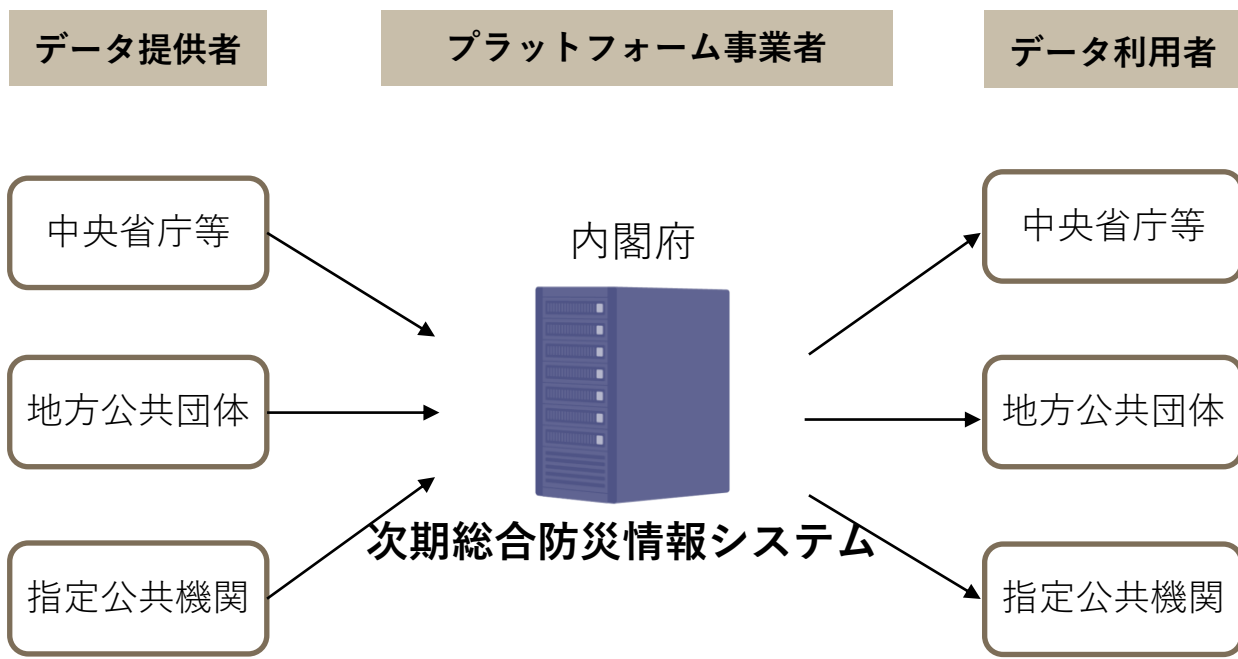 データ提供者
プラットフォーム事業者
データ利用者
中央省庁等
地方公共団体
指定公共機関
内閣府
次期総合防災情報システム
中央省庁等
地方公共団体
指定公共機関